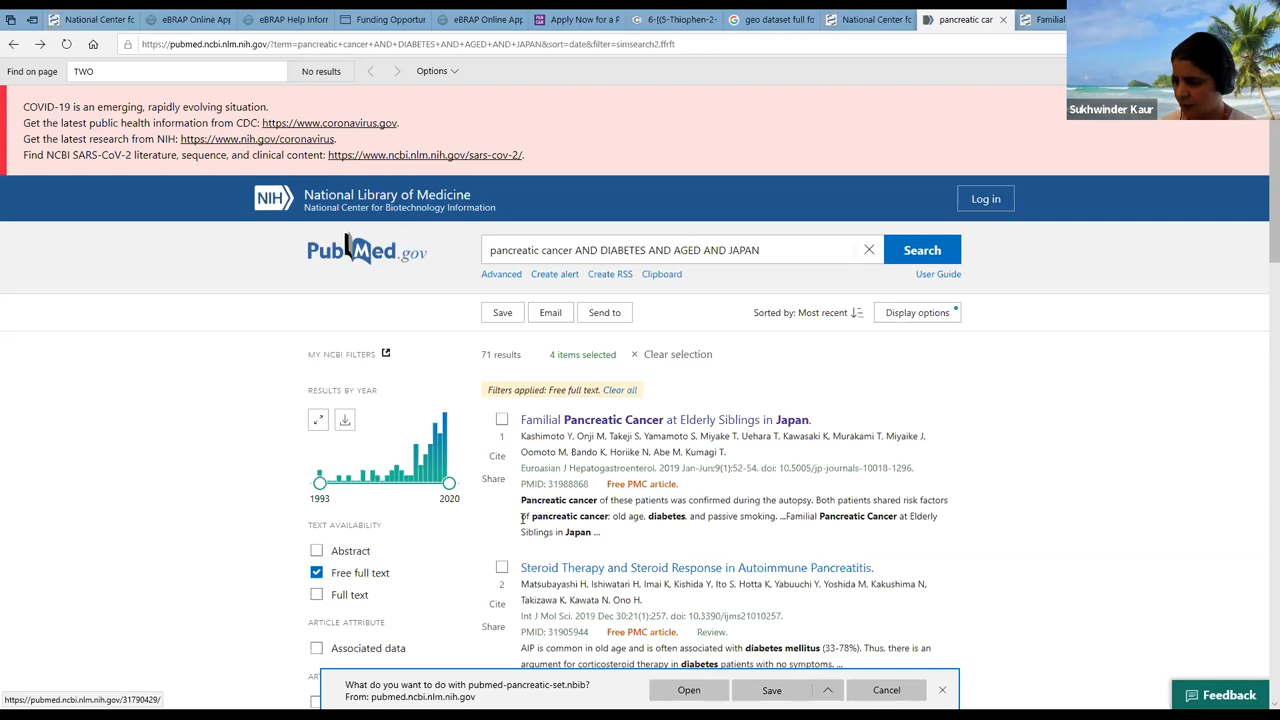 National Center fo
eBRAP Online App
eBRAP Help Inforr
Funding Opportur
eBRAP Online App
Apply Now for a F
6-[(5-Thiophen-2-
geo dataset full fo
National Center fo
pancreatic car
Familial
https://pubmed.ncbi.nlm.nih.gov/?term=pancreatic+cancer+AND+DIABETES+AND+AGED+AND+JAPAN&sort=date&filter=simsearch2.ffrft
Find on page TWO No results Options
Sukhwinder Kaur
COVID-19 is an emerging, rapidly evolving situation.
Get the latest public health information from CDC: https://www.coronavirus.gov.
Get the latest research from NIH: https://www.nih.gov/coronavirus.
Find NCBI SARS-CoV-2 literature, sequence, and clinical content: https://www.ncbi.nlm.nih.gov/sars-cov-2/.
NIH National Library of Medicine
National Center for Biotechnology Information
Log in
PubMed.gov
pancreatic cancer AND DIABETES AND AGED AND JAPAN
Search
Advanced Create alert Create RSS Clipboard User Guide
Save Email Send to Sorted by: Most recent Display options
MY NCBI FILTERS
71 results 4 items selected × Clear selection
RESULTS BY YEAR
Filters applied: Free full text. Clear all
1993 2020
TEXT AVAILABILITY
Abstract
Free full text
Full text
ARTICLE ATTRIBUTE
Associated data
Familial Pancreatic Cancer at Elderly Siblings in Japan.
1
Cite
Share
Kashimoto Y, Onji M, Takeji S, Yamamoto S, Miyake T, Uehara T, Kawasaki K, Murakami T, Miyaike J,
Oomoto M, Bando K, Horiike N, Abe M, Kumagi T.
Euroasian J Hepatogastroenterol. 2019 Jan-Jun;9(1):52-54. doi: 10.5005/jp-journals-10018-1296.
PMID: 31988868 Free PMC article.
Pancreatic cancer of these patients was confirmed during the autopsy. Both patients shared risk factors
of pancreatic cancer: old age, diabetes, and passive smoking. ...Familial Pancreatic Cancer at Elderly
Siblings in Japan ...
Steroid Therapy and Steroid Response in Autoimmune Pancreatitis.
2
Cite
Share
Matsubayashi H, Ishiwatari H, Imai K, Kishida Y, Ito S, Hotta K, Yabuuchi Y, Yoshida M, Kakushima N,
Takizawa K, Kawata N, Ono H.
Int J Mol Sci. 2019 Dec 30;21(1):257. doi: 10.3390/ijms21010257.
PMID: 31905944 Free PMC article. Review.
AIP is common in old age and is often associated with diabetes mellitus (33-78%). Thus, there is an
argument for corticosteroid therapy in diabetes patients with no symptoms. ...
What do you want to do with pubmed-pancreatic-set.nbib?
From: pubmed.ncbi.nlm.nih.gov
Open Save Cancel
https://pubmed.ncbi.nlm.nih.gov/31790429/
Feedback